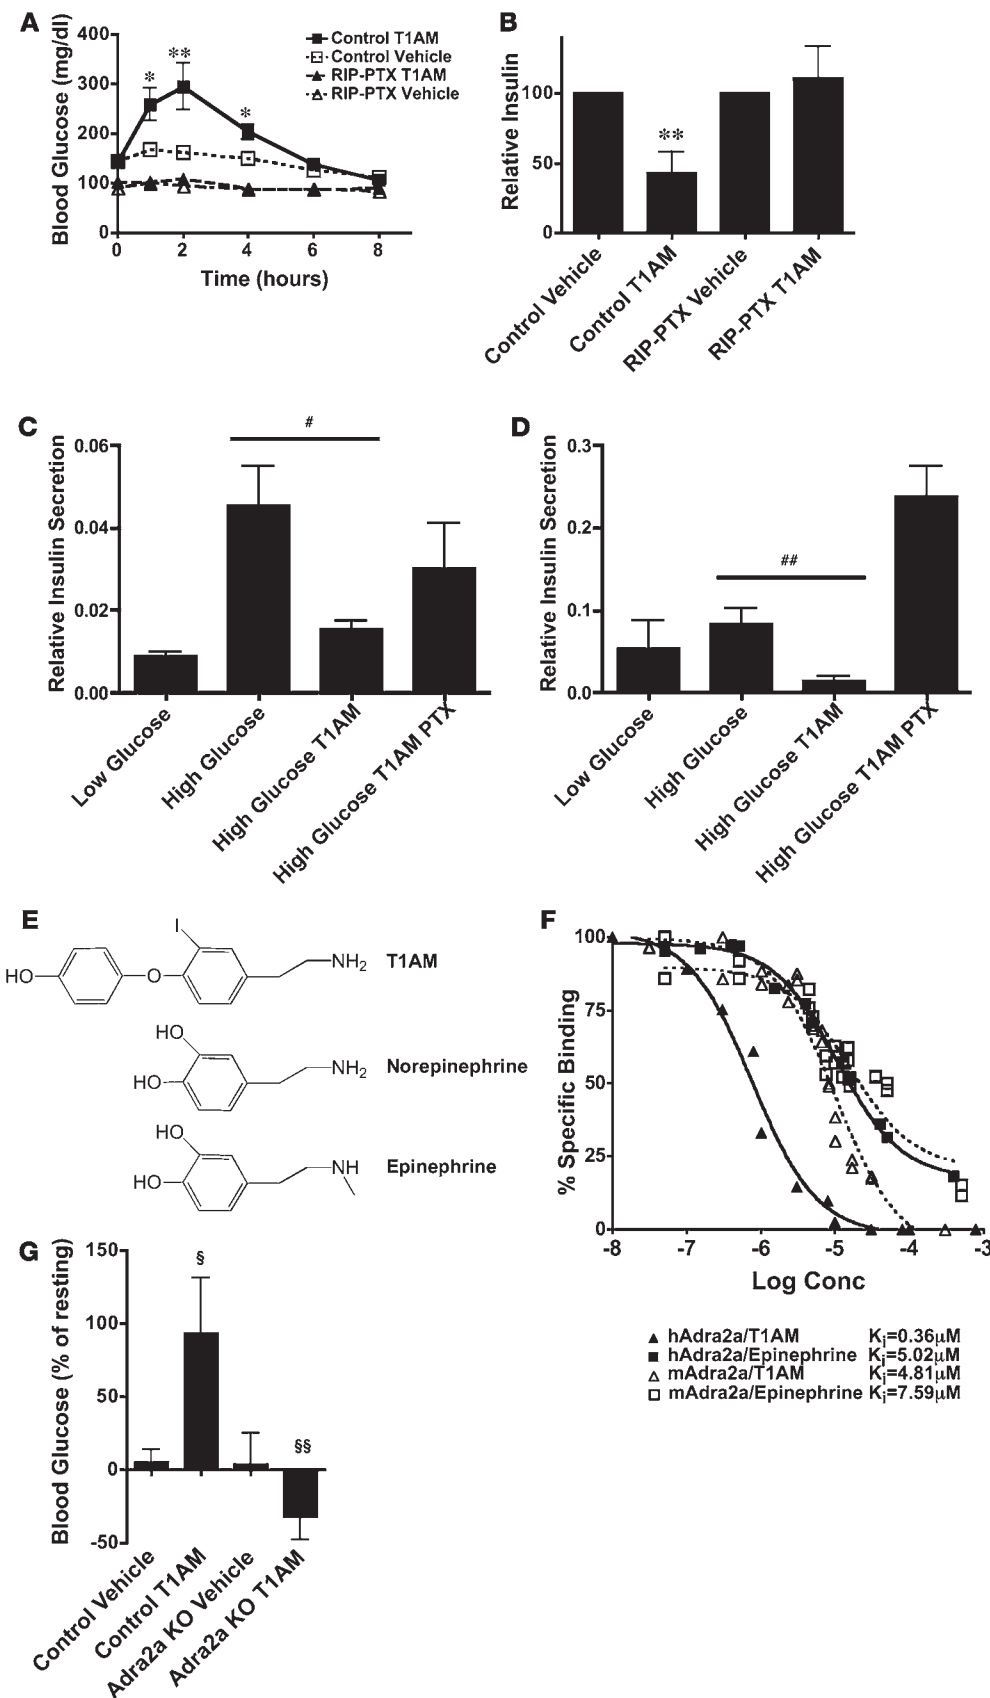 A
Blood Glucose (mg/dl)
400
300
200
100
0
* ** *
0 2 4 6 8
Time (hours)
Control T1AM
Control Vehicle
RIP-PTX T1AM
RIP-PTX Vehicle
B
Relative Insulin
100
50
0
**
Control Vehicle
Control T1AM
RIP-PTX Vehicle
RIP-PTX T1AM
C
Relative Insulin Secretion
0.06
0.04
0.02
0.00
#
Low Glucose
High Glucose
High Glucose T1AM
High Glucose T1AM PTX
D
Relative Insulin Secretion
0.3
0.2
0.1
0.0
##
Low Glucose
High Glucose
High Glucose T1AM
High Glucose T1AM PTX
E
I
HO O NH2 T1AM
HO
HO NH2 Norepinephrine
HO
HO NH Epinephrine
F
% Specific Binding
100
75
50
25
0
-8 -7 -6 -5 -4 -3
Log Conc
hAdra2a/T1AM Ki=0.36µM
hAdra2a/Epinephrine Ki=5.02µM
mAdra2a/T1AM Ki=4.81µM
mAdra2a/Epinephrine Ki=7.59µM
G
Blood Glucose (% of resting)
150
100
50
0
-50
§
§§
Control Vehicle
Control T1AM
Adra2a KO Vehicle
Adra2a KO T1AM